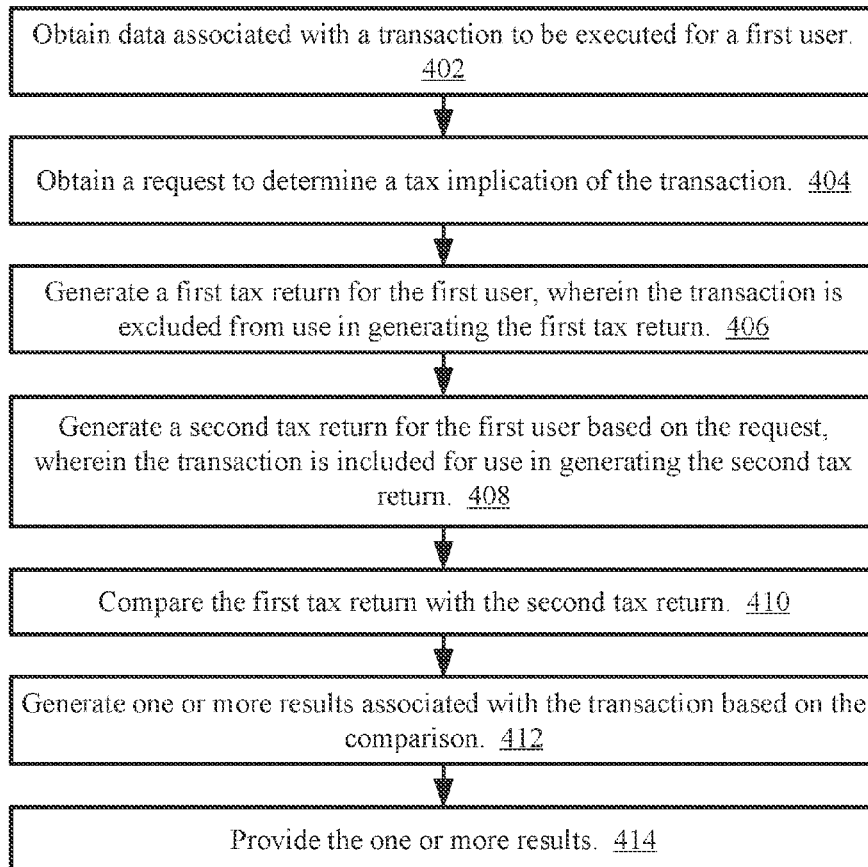 Obtain data associated with a transaction to be executed for a first user.
402
Obtain a request to determine a tax implication of the transaction. 404
Generate a first tax return for the first user, wherein the transaction is
excluded from use in generating the first tax return. 406
Generate a second tax return for the first user based on the request,
wherein the transaction is included for use in generating the second tax
return. 408
Compare the first tax return with the second tax return. 410
Generate one or more results associated with the transaction based on the
comparison. 412
Provide the one or more results. 414